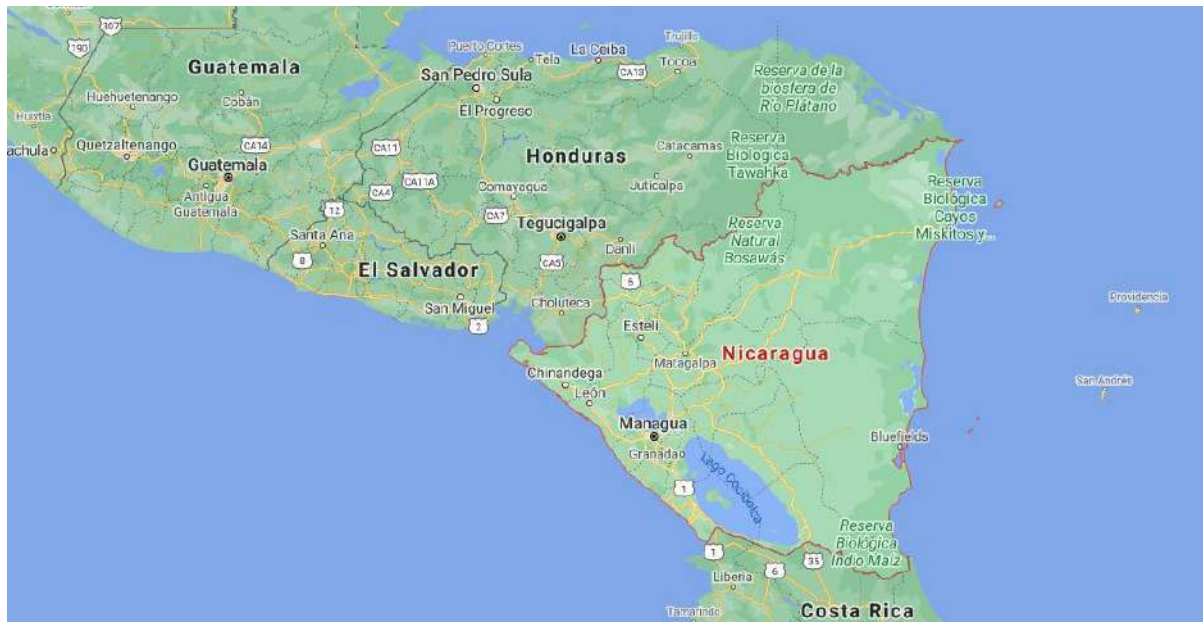 307
190
Guatemala
Huehuetenango
Cobán
Huixtla
achula
Quetzaltenango
CA14
Guatemala
Antigua
Guatemala
12
Santa Ana
8
El Salvador
San Miguel
2
Puerto Cortes
Tela
La Ceiba
Trujillo
San Pedro Sula
CA13
Tocoa
El Progreso
Reserva de la
biosfera de
Río Plátano
CA11
Honduras
Catacamas
Reserva
Biologica
Tawahka
CA4
CA11A
Comayagua
Juticalpa
CA7
Tegucigalpa
Danlí
CA5
Choluteca
Reserva
Natural
Bosawás
Reserva
Biológica
Cayos
Miskitos y...
6
Estelí
Matagalpa
Nicaragua
Chinandega
León
Managua
Granada
Lago Cocibolca
1
Bluefields
Providencia
San Andrés
Reserva
Biológica
Indio Maíz
1
6
35
Liberia
Tamarindo
Costa Rica